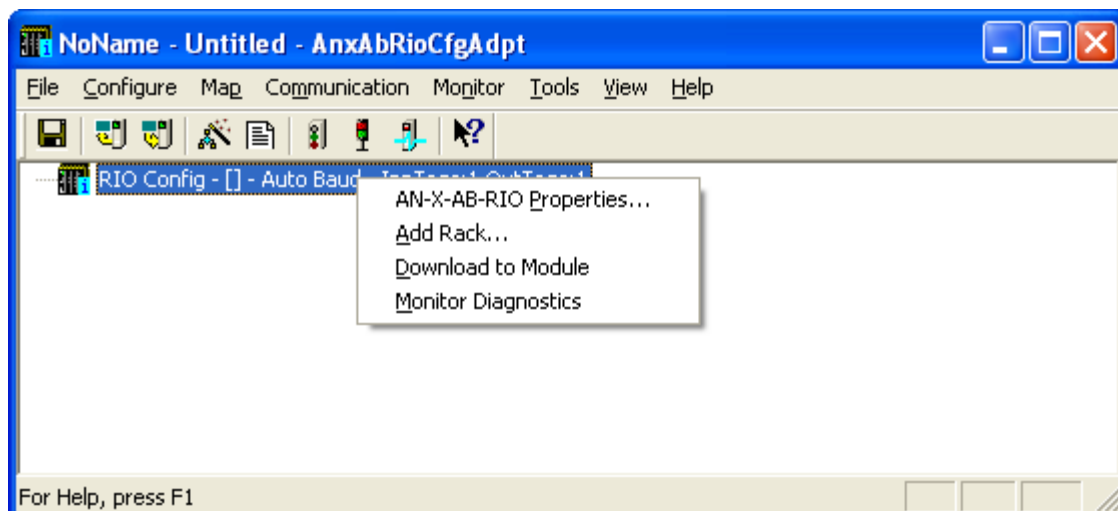 NoName - Untitled - AnxAbRioCfgAdpt
File Configure Map Communication Monitor Tools View Help
RIO Config - [] - Auto Baud
AN-X-AB-RIO Properties...
Add Rack...
Download to Module
Monitor Diagnostics
For Help, press F1